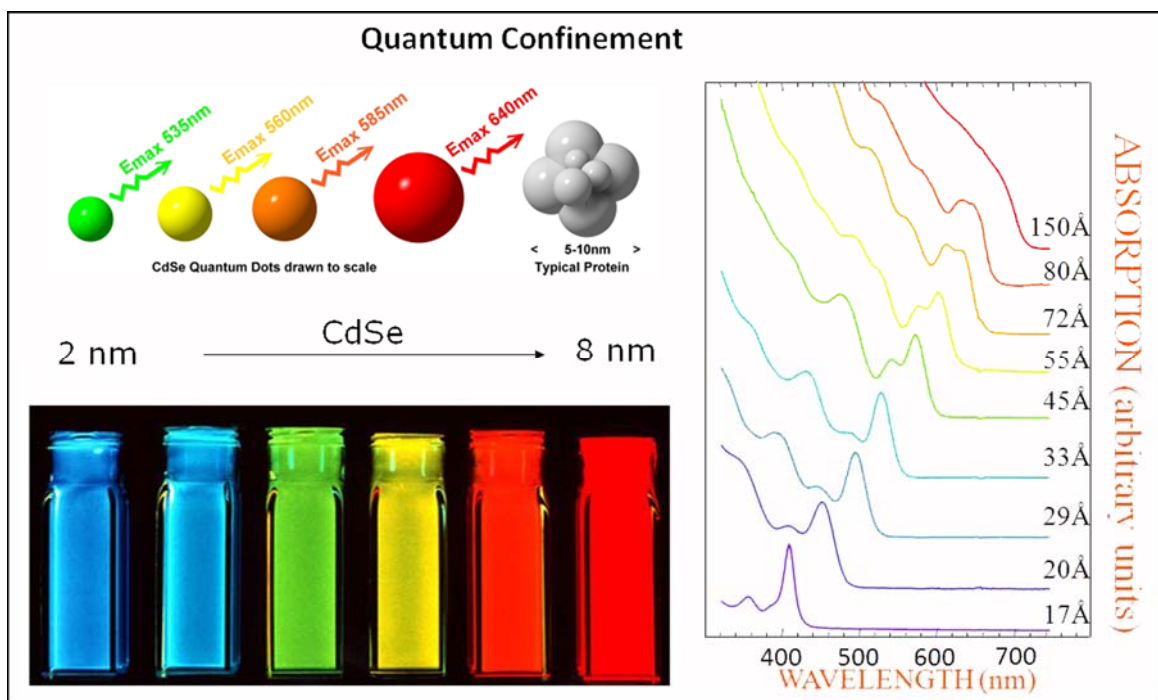 Quantum Confinement
Emax 535nm
Emax 560nm
Emax 585nm
Emax 640nm
< 5-10nm >
CdSe Quantum Dots drawn to scale
Typical Protein
CdSe
2 nm
8 nm
150Å
80Å
72Å
55Å
45Å
33Å
29Å
20Å
17Å
ABSORPTION (arbitrary units)
400 500 600 700
WAVELENGTH (nm)